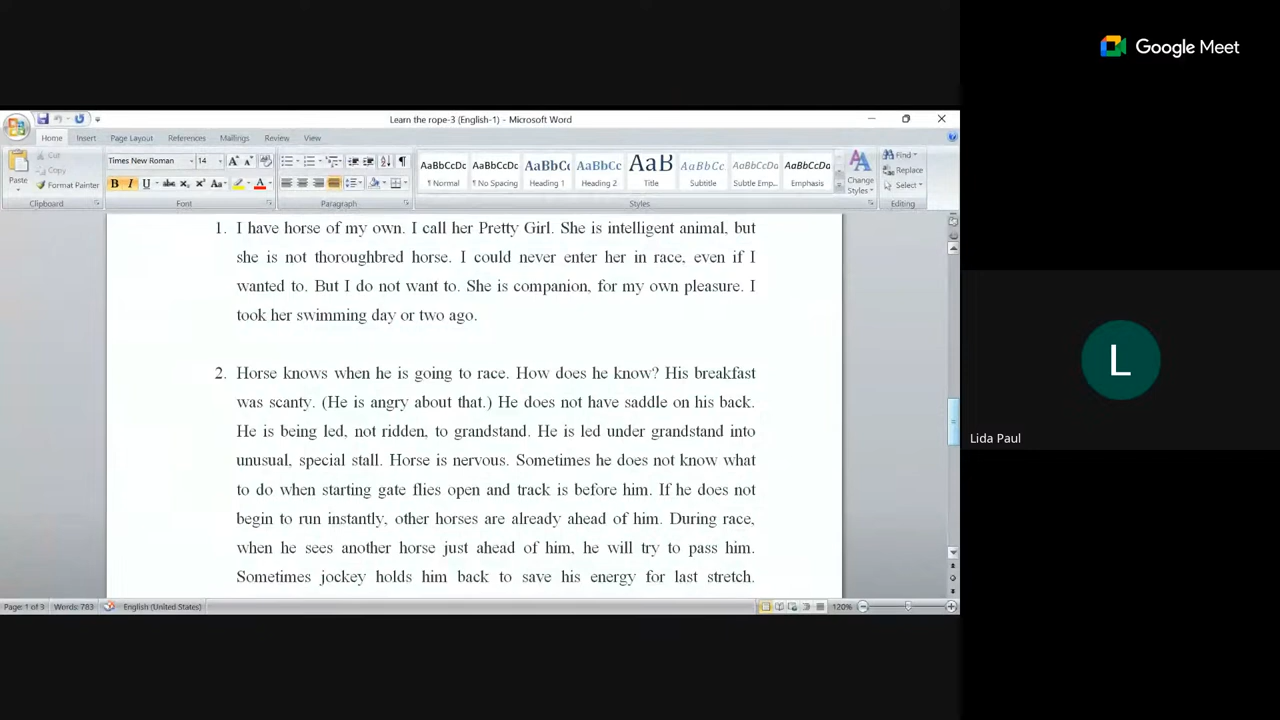 Google Meet
Learn the rope-3 (English-1) - Microsoft Word
Home Insert Page Layout References Mailings Review View
Paste
Cut
Copy
Format Painter
Clipboard
Times New Roman 14
B I U abc
Font
Paragraph
AaBbCcDc AaBbCcDc AaBbCc AaBbCc AaB AaBbCc AaBbCcDa AaBbCcDa
¶ Normal ¶ No Spacing Heading 1 Heading 2 Title Subtitle Subtle Emp... Emphasis
Change Styles
Styles
Find
Replace
Select
Editing
1. I have horse of my own. I call her Pretty Girl. She is intelligent animal, but
she is not thoroughbred horse. I could never enter her in race, even if I
wanted to. But I do not want to. She is companion, for my own pleasure. I
took her swimming day or two ago.
2. Horse knows when he is going to race. How does he know? His breakfast
was scanty. (He is angry about that.) He does not have saddle on his back.
He is being led, not ridden, to grandstand. He is led under grandstand into
unusual, special stall. Horse is nervous. Sometimes he does not know what
to do when starting gate flies open and track is before him. If he does not
begin to run instantly, other horses are already ahead of him. During race,
when he sees another horse just ahead of him, he will try to pass him.
Sometimes jockey holds him back to save his energy for last stretch.
Page: 1 of 3 Words: 783 English (United States) 120%
L
Lida Paul